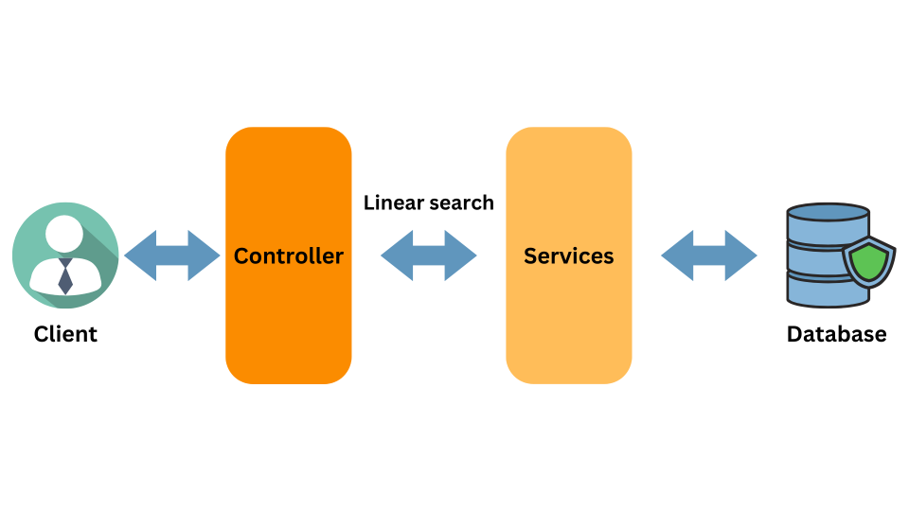 Linear search
Controller
Services
Client
Database